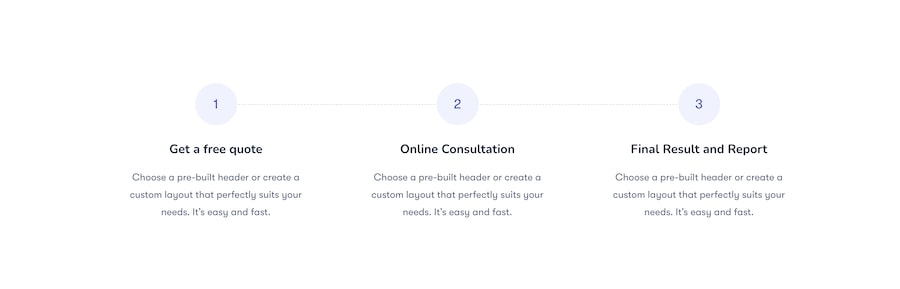 1
Get a free quote
Choose a pre-built header or create a
custom layout that perfectly suits your
needs. It's easy and fast.
2
Online Consultation
Choose a pre-built header or create a
custom layout that perfectly suits your
needs. It's easy and fast.
3
Final Result and Report
Choose a pre-built header or create a
custom layout that perfectly suits your
needs. It's easy and fast.